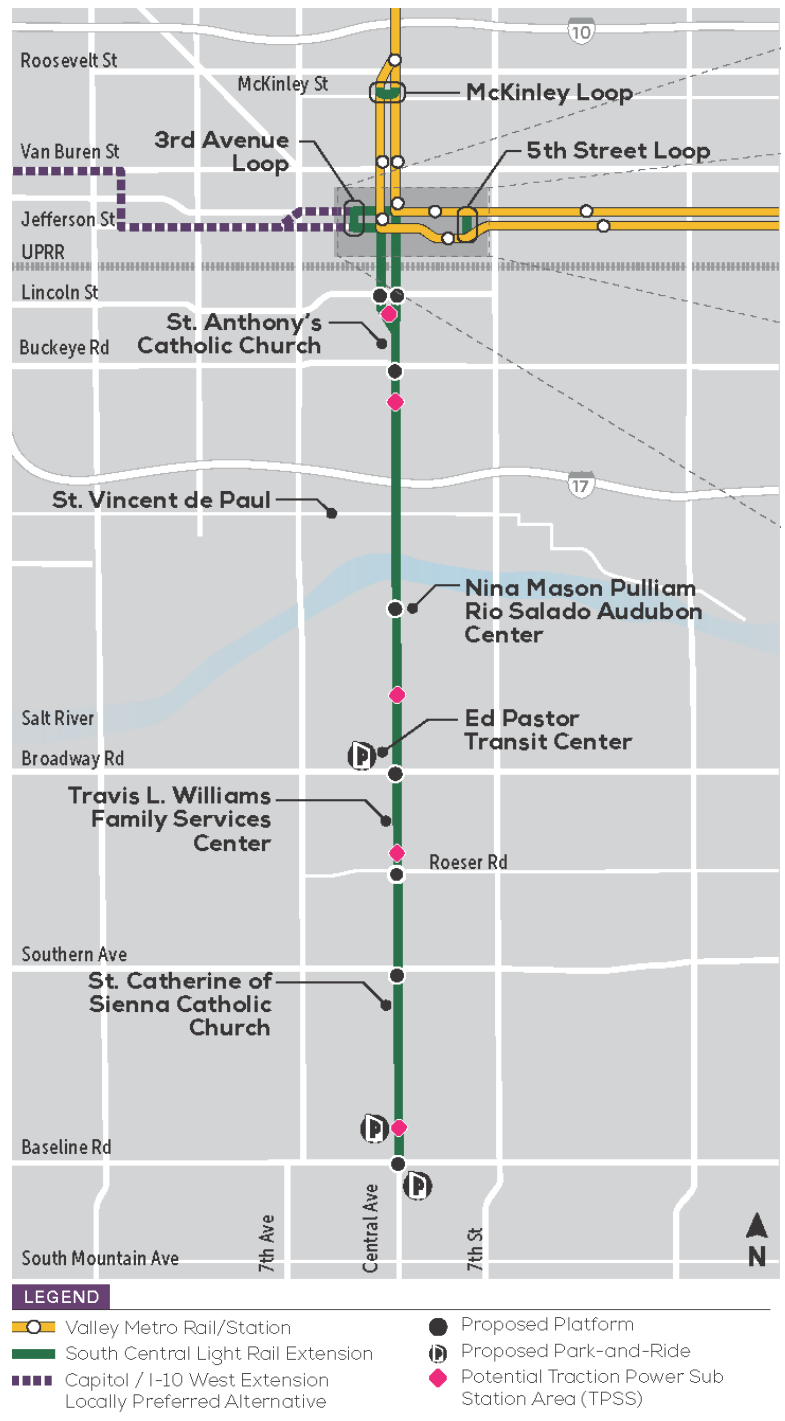 10
Roosevelt St
McKinley St
McKinley Loop
3rd Avenue
Loop
Van Buren St
5th Street Loop
Jefferson St
UPRR
Lincoln St
St. Anthony's
Catholic Church
Buckeye Rd
17
St. Vincent de Paul
Nina Mason Pulliam
Rio Salado Audubon
Center
Salt River
Ed Pastor
Transit Center
Broadway Rd
Travis L. Williams
Family Services
Center
Roeser Rd
Southern Ave
St. Catherine of
Sienna Catholic
Church
Baseline Rd
7th Ave
Central Ave
7th St
South Mountain Ave
N
LEGEND
Valley Metro Rail/Station
South Central Light Rail Extension
Capitol / I-10 West Extension
Locally Preferred Alternative
Proposed Platform
Proposed Park-and-Ride
Potential Traction Power Sub
Station Area (TPSS)